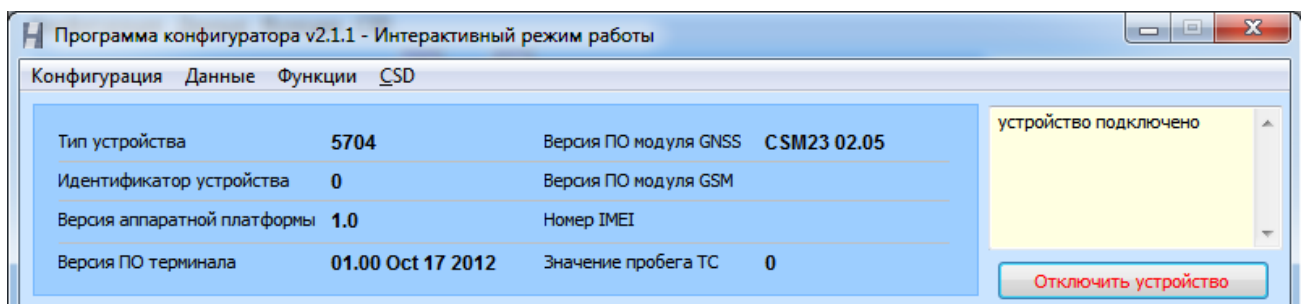 Программа конфигуратора v2.1.1 - Интерактивный режим работы
Конфигурация Данные Функции CSD
Тип устройства 5704 Версия ПО модуля GNSS CSM23 02.05
Идентификатор устройства 0 Версия ПО модуля GSM
Версия аппаратной платформы 1.0 Номер IMEI
Версия ПО терминала 01.00 Oct 17 2012 Значение пробега ТС 0
устройство подключено
Отключить устройство